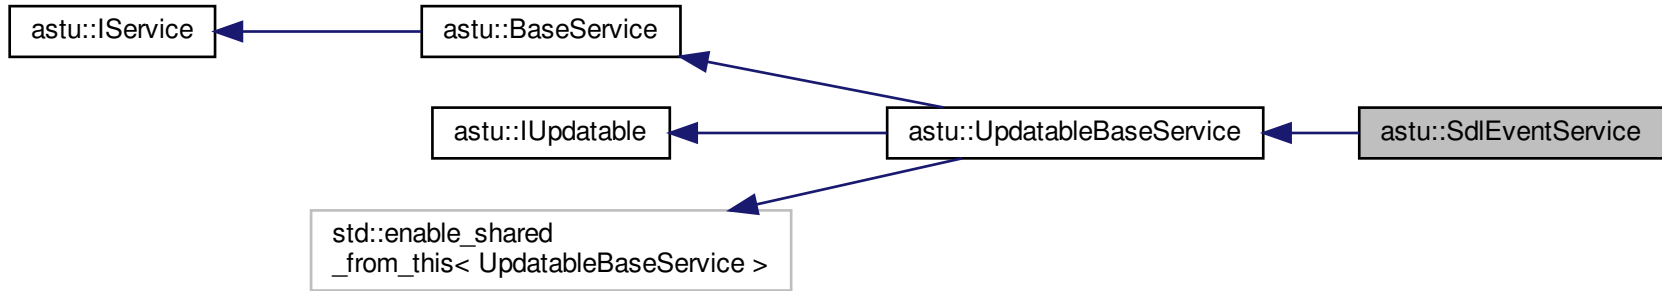 astu::IService
astu::BaseService
astu::IUpdatable
astu::UpdatableBaseService
astu::SdlEventService
std::enable_shared
_from_this< UpdatableBaseService >